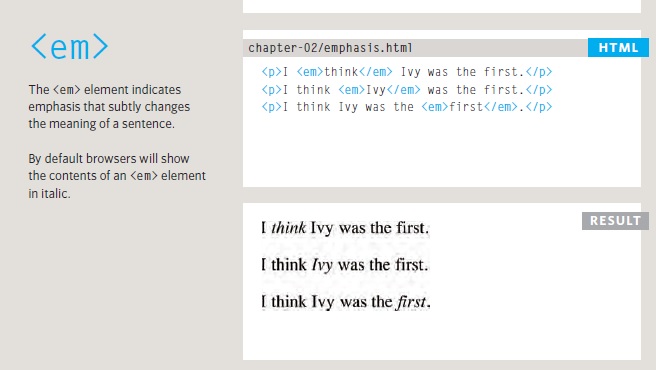 <em>
The <em> element indicates
emphasis that subtly changes
the meaning of a sentence.
By default browsers will show
the contents of an <em> element
in italic.
chapter-02/emphasis.html
HTML
<p>I <em>think</em> Ivy was the first.</p>
<p>I think <em>Ivy</em> was the first.</p>
<p>I think Ivy was the <em>first</em>.</p>
RESULT
I think Ivy was the first.
I think Ivy was the first.
I think Ivy was the first.